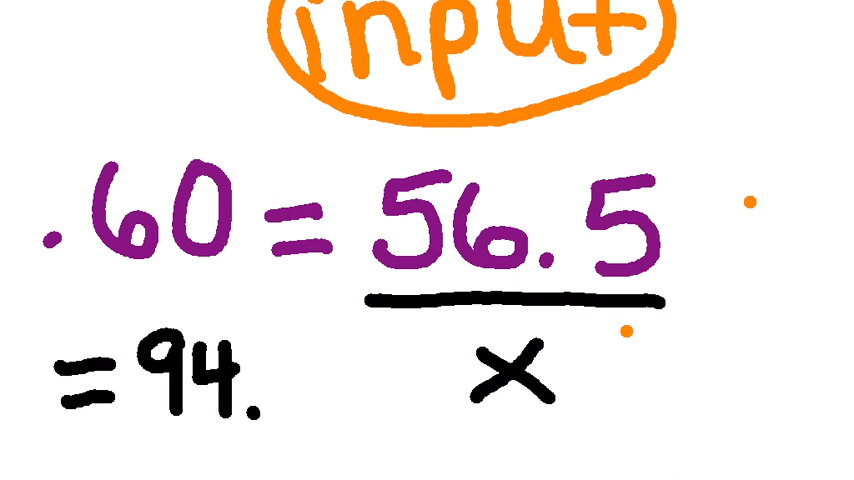 input
.60 = 56.5
= 94. x